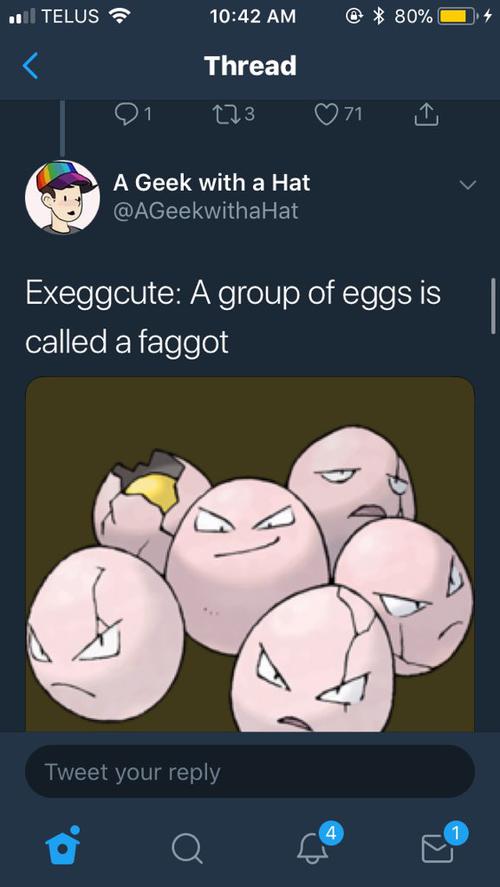 TELUS 10:42 AM 80%
Thread
1 3 71
A Geek with a Hat
@AGeekwithaHat
Exeggcute: A group of eggs is
called a faggot
Tweet your reply
4 1